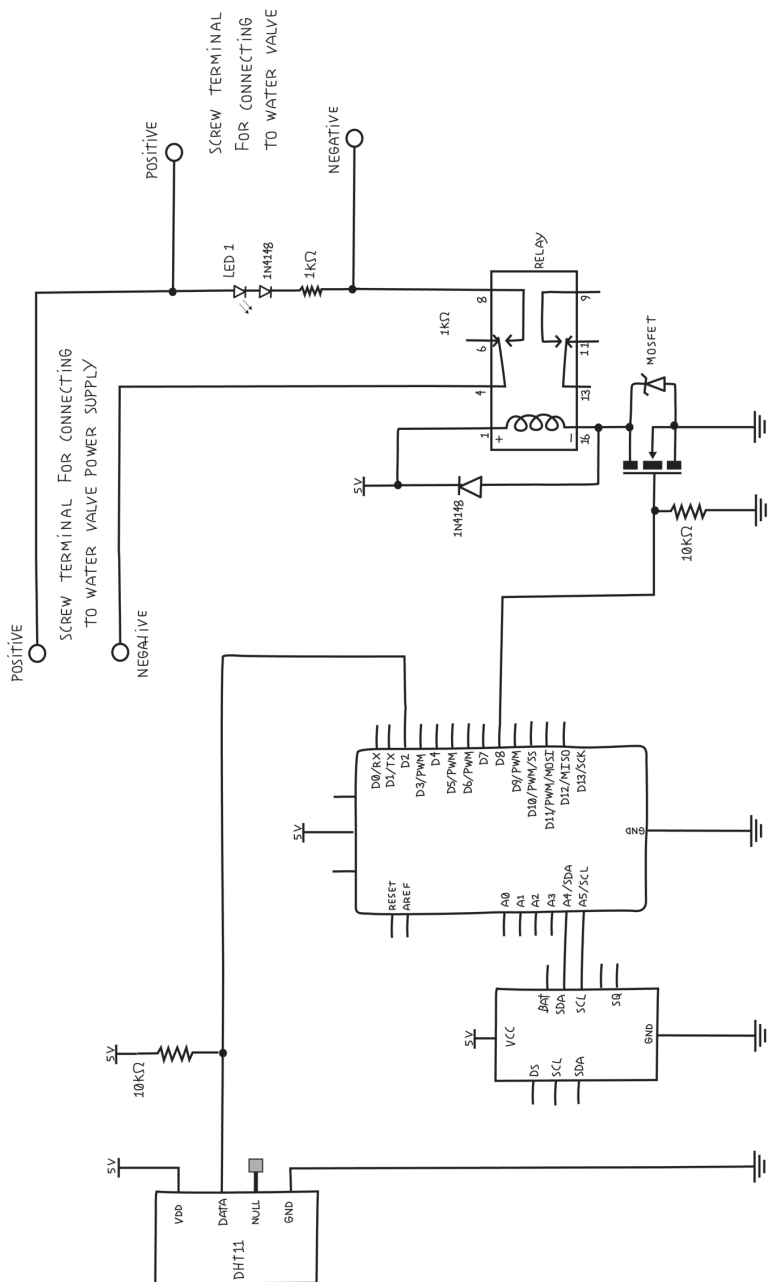 POSITIVE
SCREW TERMINAL FOR CONNECTING
TO WATER VALVE POWER SUPPLY
NEGATIVE
POSITIVE
SCREW TERMINAL
FOR CONNECTING
TO WATER VALVE
NEGATIVE
LED 1
1N4148
1kΩ
1kΩ
RELAY
8
6
4
1
+
9
11
13
16
–
5V
1N4148
MOSFET
10kΩ
5V
D0/RX
D1/TX
D2
D3/PWM
D4
D5/PWM
D6/PWM
D7
D8
D9/PWM
D10/PWM/SS
D11/PWM/MOSI
D12/MISO
D13/SCK
RESET
AREF
A0
A1
A2
A3
A4/SDA
A5/SCL
GND
5V
VCC
BAT
SDA
SCL
SQ
DS
SCL
SDA
GND
5V
10kΩ
5V
VDD
DATA
NULL
GND
DHT11